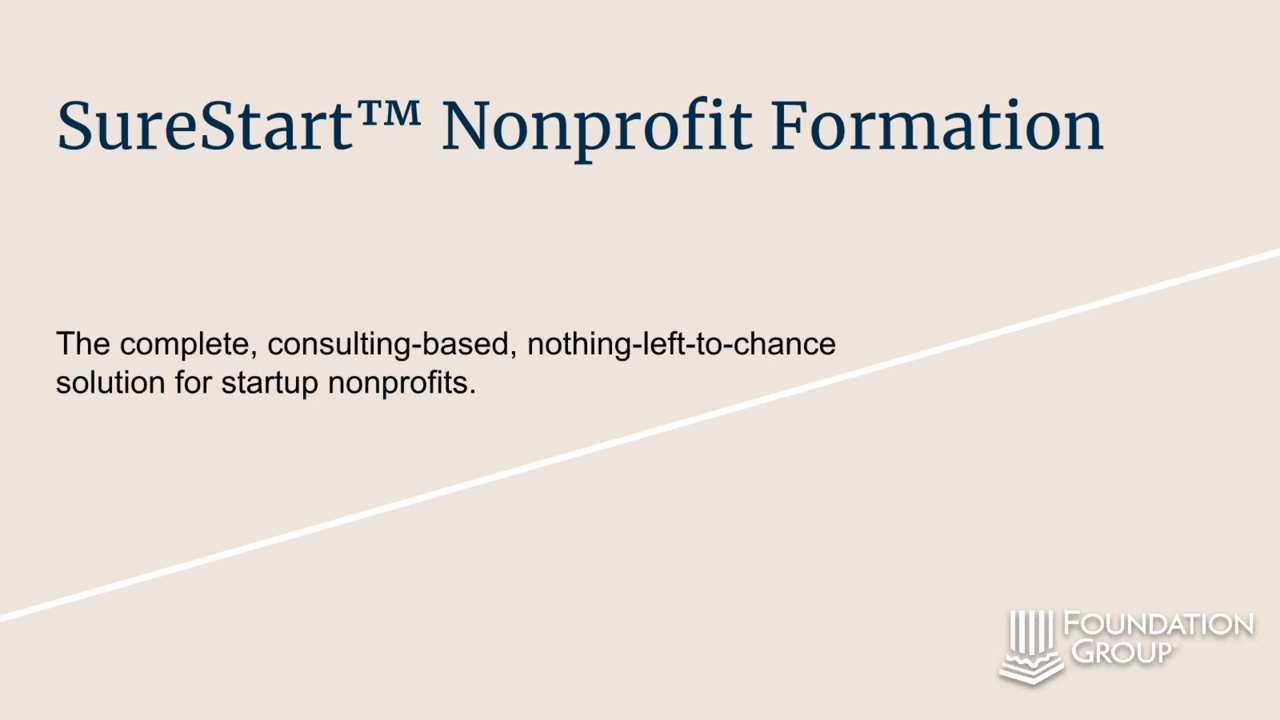 SureStart™ Nonprofit Formation
The complete, consulting-based, nothing-left-to-chance
solution for startup nonprofits.
FOUNDATION
GROUP®